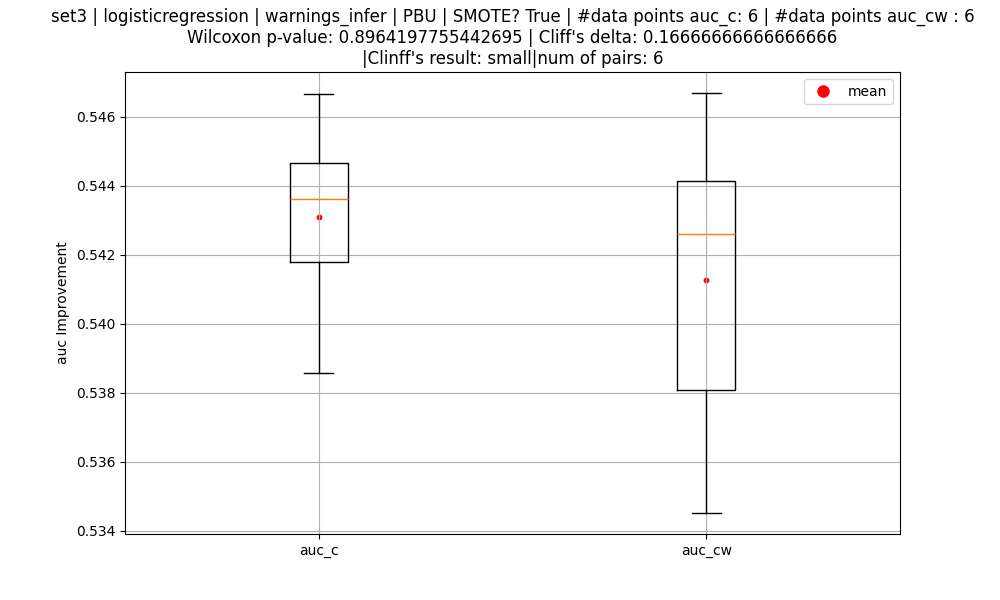 set3 | logisticregression | warnings_infer | PBU | SMOTE? True | #data points auc_c: 6 | #data points auc_cw : 6
Wilcoxon p-value: 0.8964197755442695 | Cliff's delta: 0.16666666666666666
|Clinff's result: small|num of pairs: 6
mean
0.546
0.544
0.542
0.540
0.538
0.536
0.534
auc Improvement
auc_c
auc_cw